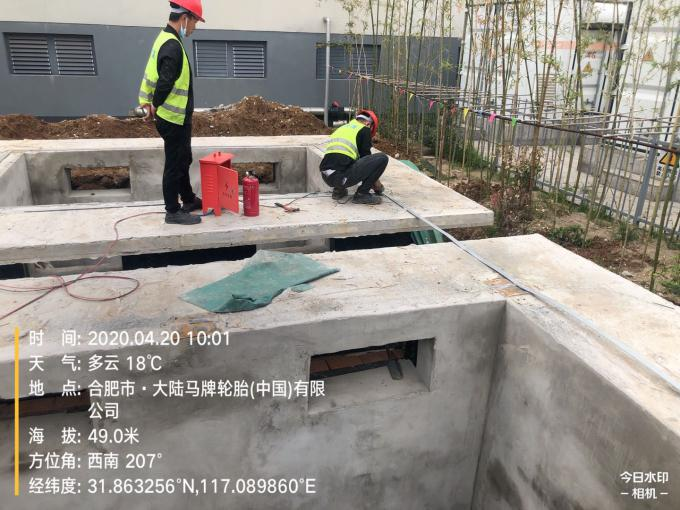 时 间: 2020.04.20 10:01
天 气: 多云 18℃
地 点: 合肥市·大陆马牌轮胎(中国)有限
公司
海 拔: 49.0米
方位角: 西南 207°
经纬度: 31.863256°N,117.089860°E
今日水印
- 相机 -